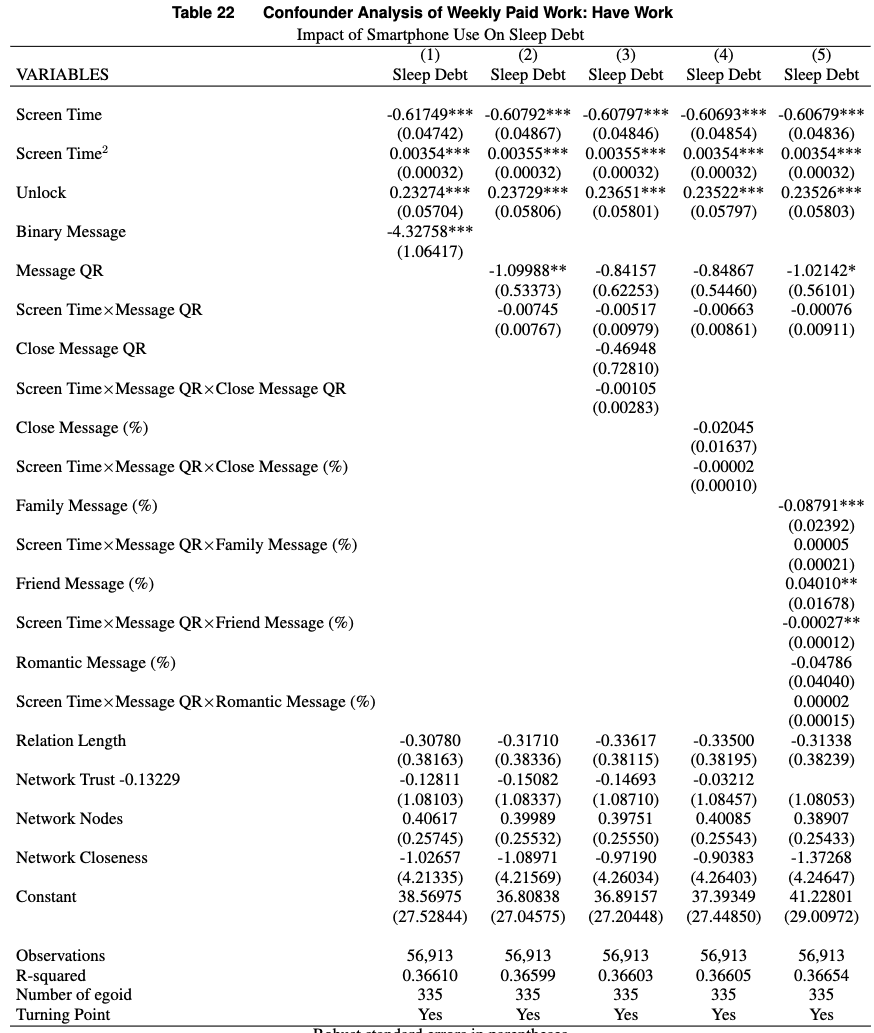 Table 22 Confounder Analysis of Weekly Paid Work: Have Work
Impact of Smartphone Use On Sleep Debt
(1) (2) (3) (4) (5)
VARIABLES Sleep Debt Sleep Debt Sleep Debt Sleep Debt Sleep Debt
Screen Time -0.61749*** -0.60792*** -0.60797*** -0.60693*** -0.60679***
(0.04742) (0.04867) (0.04846) (0.04854) (0.04836)
Screen Time² 0.00354*** 0.00355*** 0.00355*** 0.00354*** 0.00354***
(0.00032) (0.00032) (0.00032) (0.00032) (0.00032)
Unlock 0.23274*** 0.23729*** 0.23651*** 0.23522*** 0.23526***
(0.05704) (0.05806) (0.05801) (0.05797) (0.05803)
Binary Message -4.32758***
(1.06417)
Message QR -1.09988** -0.84157 -0.84867 -1.02142*
(0.53373) (0.62253) (0.54460) (0.56101)
Screen Time×Message QR -0.00745 -0.00517 -0.00663 -0.00076
(0.00767) (0.00979) (0.00861) (0.00911)
Close Message QR -0.46948
(0.72810)
Screen Time×Message QR×Close Message QR -0.00105
(0.00283)
Close Message (%) -0.02045
(0.01637)
Screen Time×Message QR×Close Message (%) -0.00002
(0.00010)
Family Message (%) -0.08791***
(0.02392)
Screen Time×Message QR×Family Message (%) 0.00005
(0.00021)
Friend Message (%) 0.04010**
(0.01678)
Screen Time×Message QR×Friend Message (%) -0.00027**
(0.00012)
Romantic Message (%) -0.04786
(0.04040)
Screen Time×Message QR×Romantic Message (%) 0.00002
(0.00015)
Relation Length -0.30780 -0.31710 -0.33617 -0.33500 -0.31338
(0.38163) (0.38336) (0.38115) (0.38195) (0.38239)
Network Trust -0.13229 -0.12811 -0.15082 -0.14693 -0.03212
(1.08103) (1.08337) (1.08710) (1.08457) (1.08053)
Network Nodes 0.40617 0.39989 0.39751 0.40085 0.38907
(0.25745) (0.25532) (0.25550) (0.25543) (0.25433)
Network Closeness -1.02657 -1.08971 -0.97190 -0.90383 -1.37268
(4.21335) (4.21569) (4.26034) (4.26403) (4.24647)
Constant 38.56975 36.80838 36.89157 37.39349 41.22801
(27.52844) (27.04575) (27.20448) (27.44850) (29.00972)
Observations 56,913 56,913 56,913 56,913 56,913
R-squared 0.36610 0.36599 0.36603 0.36605 0.36654
Number of egoid 335 335 335 335 335
Turning Point Yes Yes Yes Yes Yes
Robust standard errors in parentheses